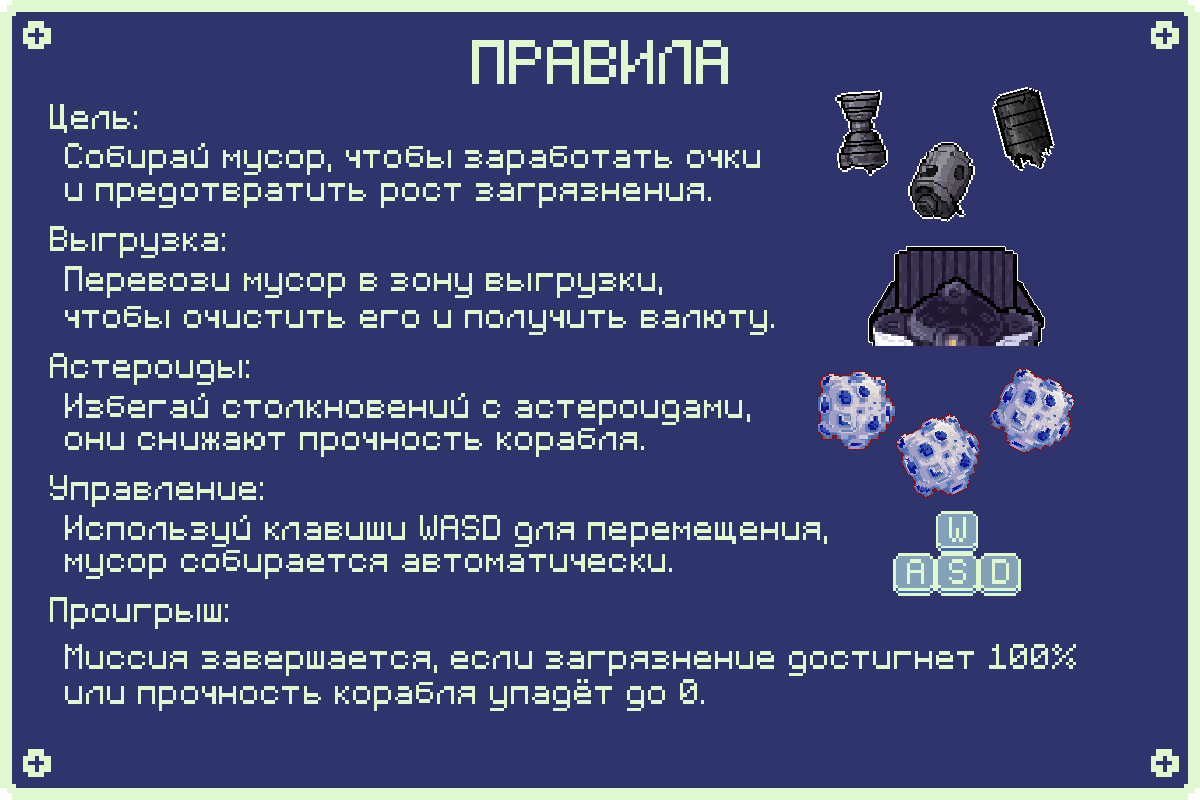 ПРАВИЛА
Цель:
Собирай мусор, чтобы заработать очки
и предотвратить рост загрязнения.
Выгрузка:
Перевози мусор в зону выгрузки,
чтобы очистить его и получить валюту.
Астероиды:
Избегай столкновений с астероидами,
они снижают прочность корабля.
Управление:
Используй клавиши WASD для перемещения,
мусор собирается автоматически.
W
A S D
Проигрыш:
Миссия завершается, если загрязнение достигнет 100%
или прочность корабля упадёт до 0.